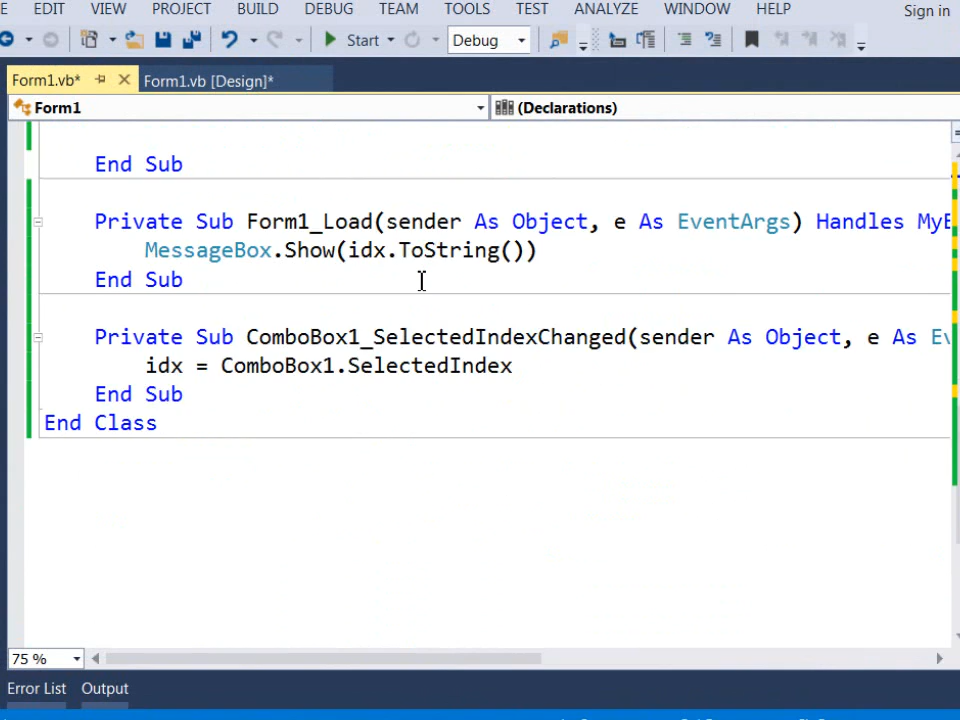 E EDIT VIEW PROJECT BUILD DEBUG TEAM TOOLS TEST ANALYZE WINDOW HELP Sign in
Start Debug
Form1.vb* Form1.vb [Design]*
Form1 (Declarations)
End Sub
Private Sub Form1_Load(sender As Object, e As EventArgs) Handles MyB
MessageBox.Show(idx.ToString())
End Sub
Private Sub ComboBox1_SelectedIndexChanged(sender As Object, e As Ev
idx = ComboBox1.SelectedIndex
End Sub
End Class
75 %
Error List Output